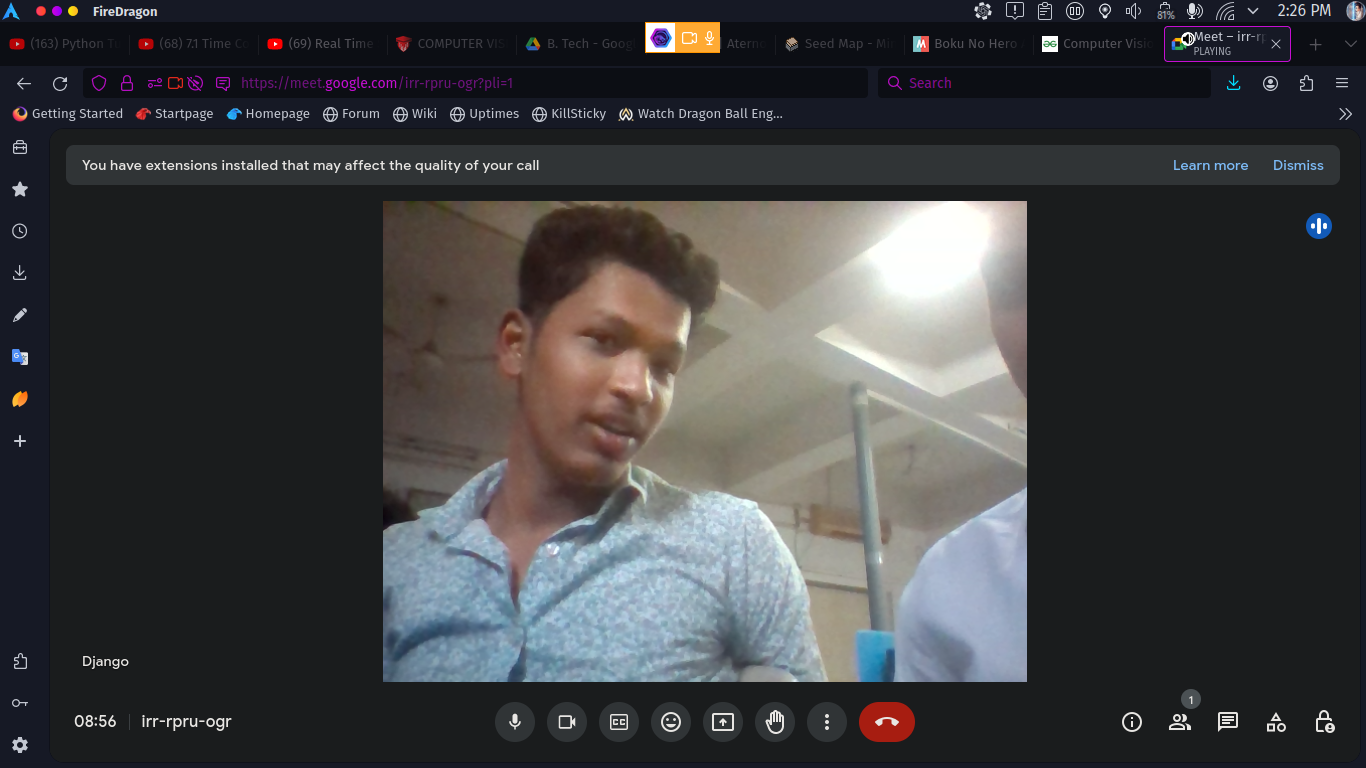 FireDragon
81%
2:26 PM
(163) Python T
(68) 7.1 Time Co
(69) Real Time
COMPUTER VIS
B. Tech - Goog
Atern
Seed Map - Mi
Boku No Hero
Computer Visio
Meet – irr-rp
PLAYING
https://meet.google.com/irr-rpru-ogr?pli=1
Search
Getting Started
Startpage
Homepage
Forum
Wiki
Uptimes
KillSticky
Watch Dragon Ball Eng...
You have extensions installed that may affect the quality of your call
Learn more
Dismiss
Django
08:56
irr-rpru-ogr
CC
1